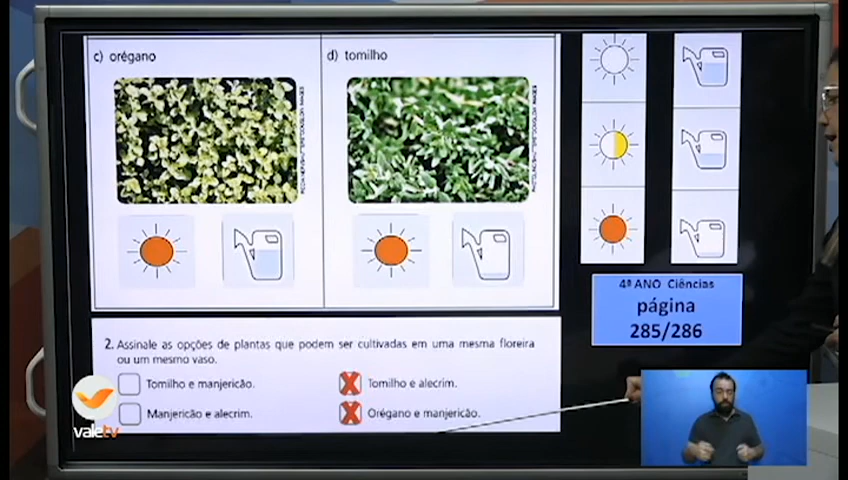 c) orégano
d) tomilho
4º ANO Ciências
página
285/286
2. Assinale as opções de plantas que podem ser cultivadas em uma mesma floreira
ou um mesmo vaso.
Tomilho e manjericão.
X Tomilho e alecrim.
Manjericão e alecrim.
X Orégano e manjericão.
valetv